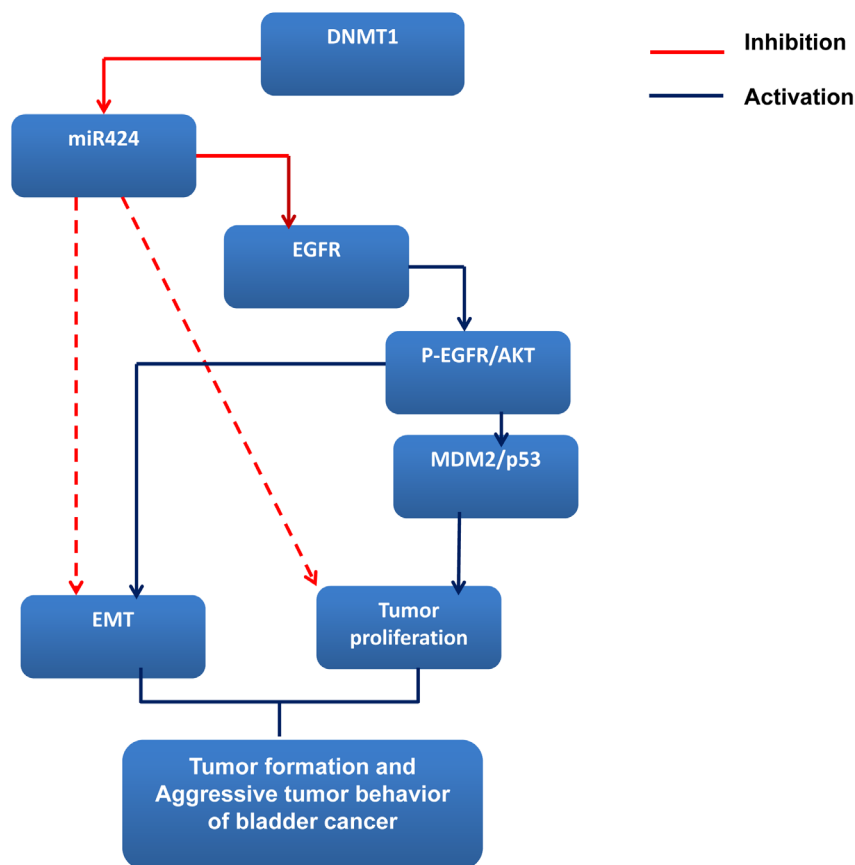 DNMT1
Inhibition
Activation
miR424
EGFR
P-EGFR/AKT
MDM2/p53
EMT
Tumor
proliferation
Tumor formation and
Aggressive tumor behavior
of bladder cancer